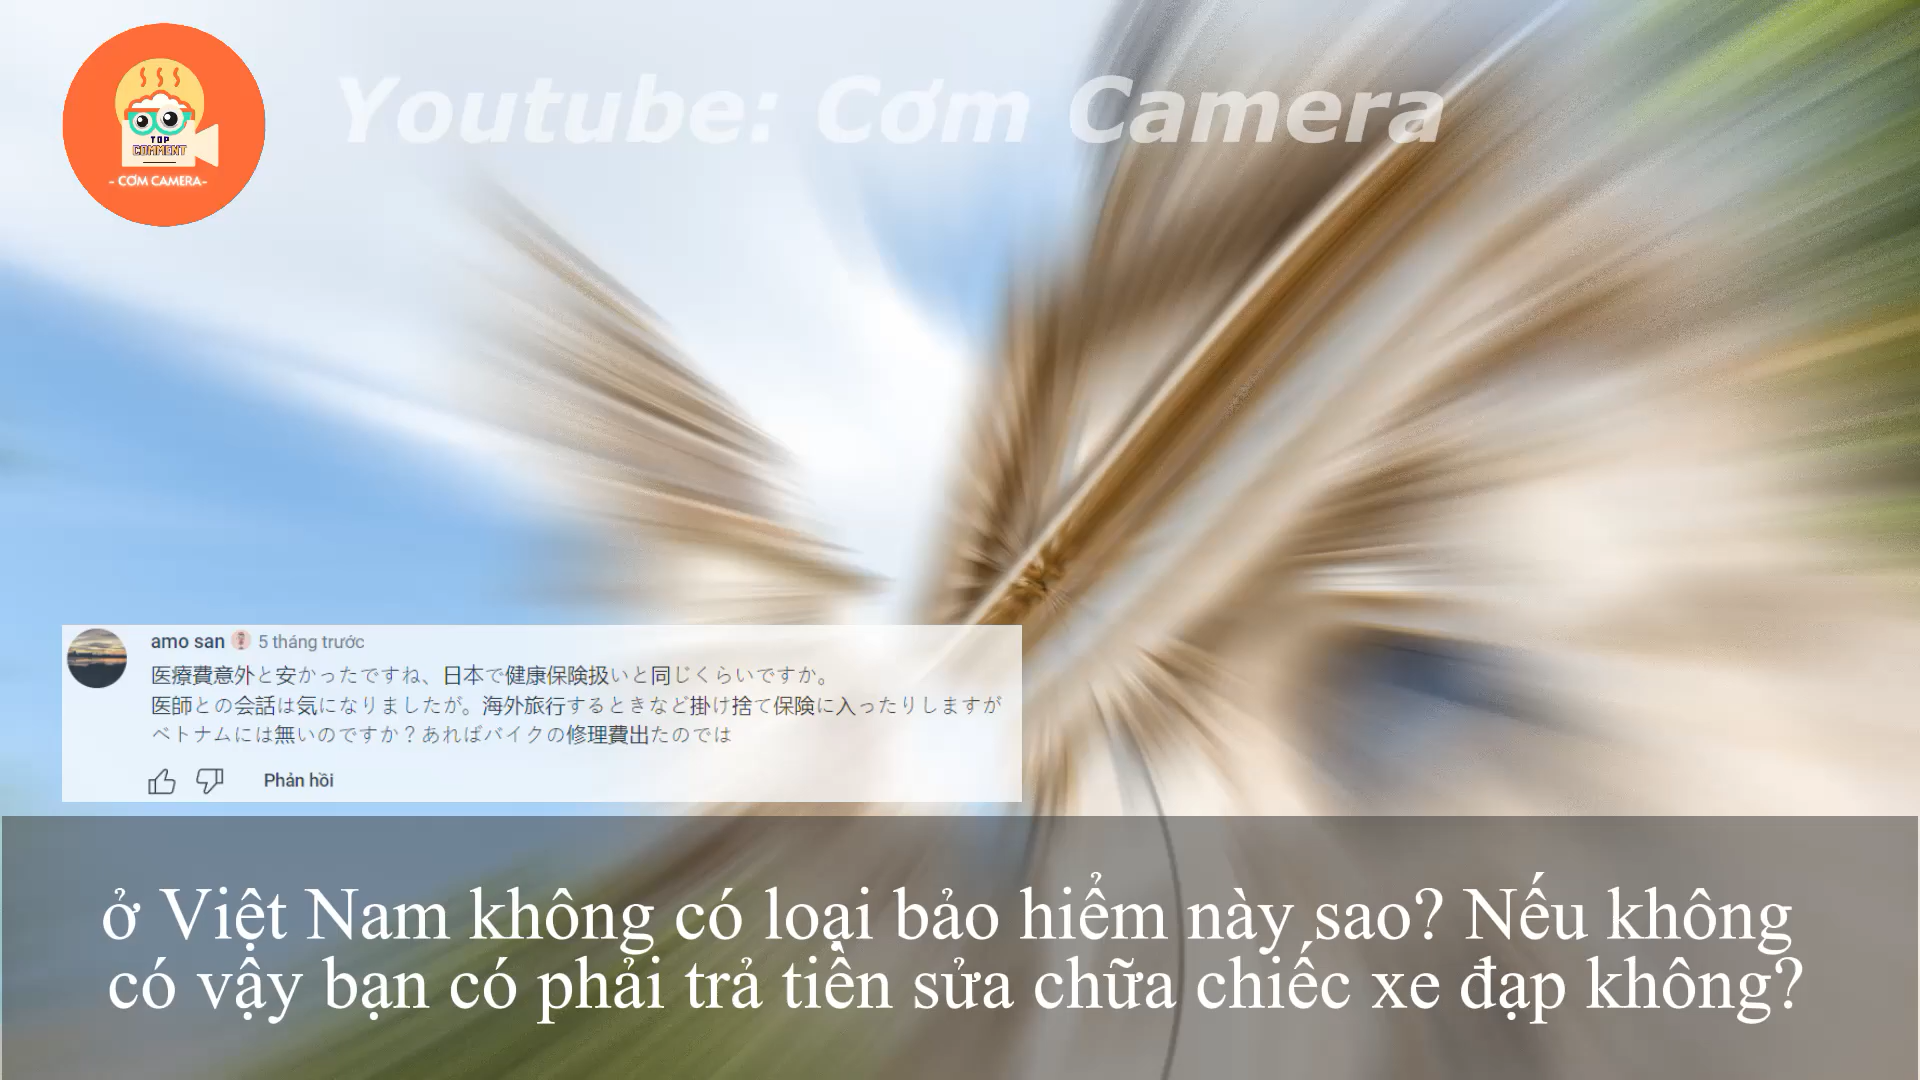 Youtube: Cơm Camera
TOP
COMMENT
- CƠM CAMERA-
amo san 5 tháng trước
医療費意外と安かったですね、日本で健康保険扱いと同じくらいですか。
医師との会話は気になりましたが。海外旅行するときなど掛け捨て保険に入ったりしますが
ベトナムには無いのですか？あればバイクの修理費出たのでは
Phản hồi
ở Việt Nam không có loại bảo hiểm này sao? Nếu không
có vậy bạn có phải trả tiền sửa chữa chiếc xe đạp không?